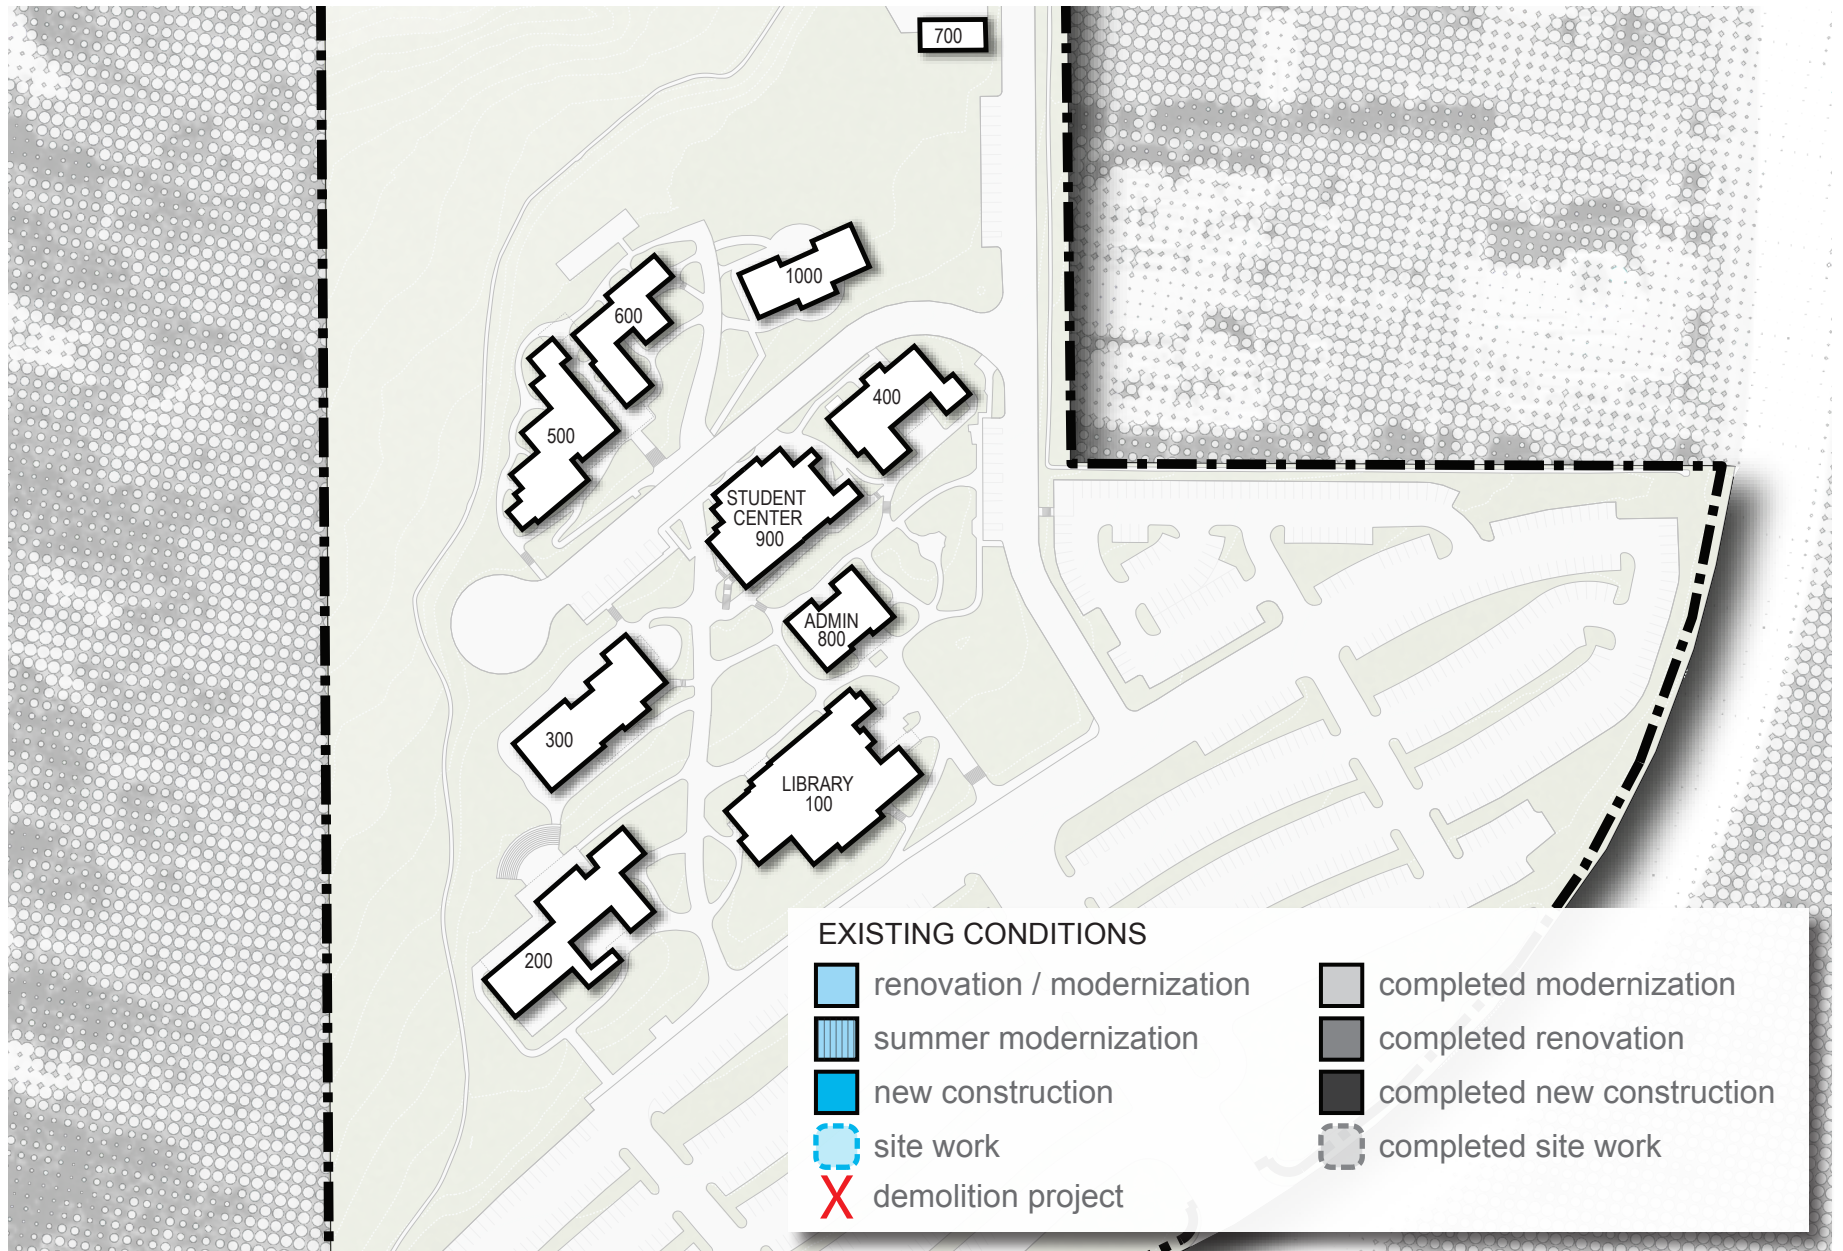 700
1000
600
400
500
STUDENT
CENTER
900
ADMIN
800
300
LIBRARY
100
200
EXISTING CONDITIONS
renovation / modernization
summer modernization
new construction
site work
X demolition project
completed modernization
completed renovation
completed new construction
completed site work